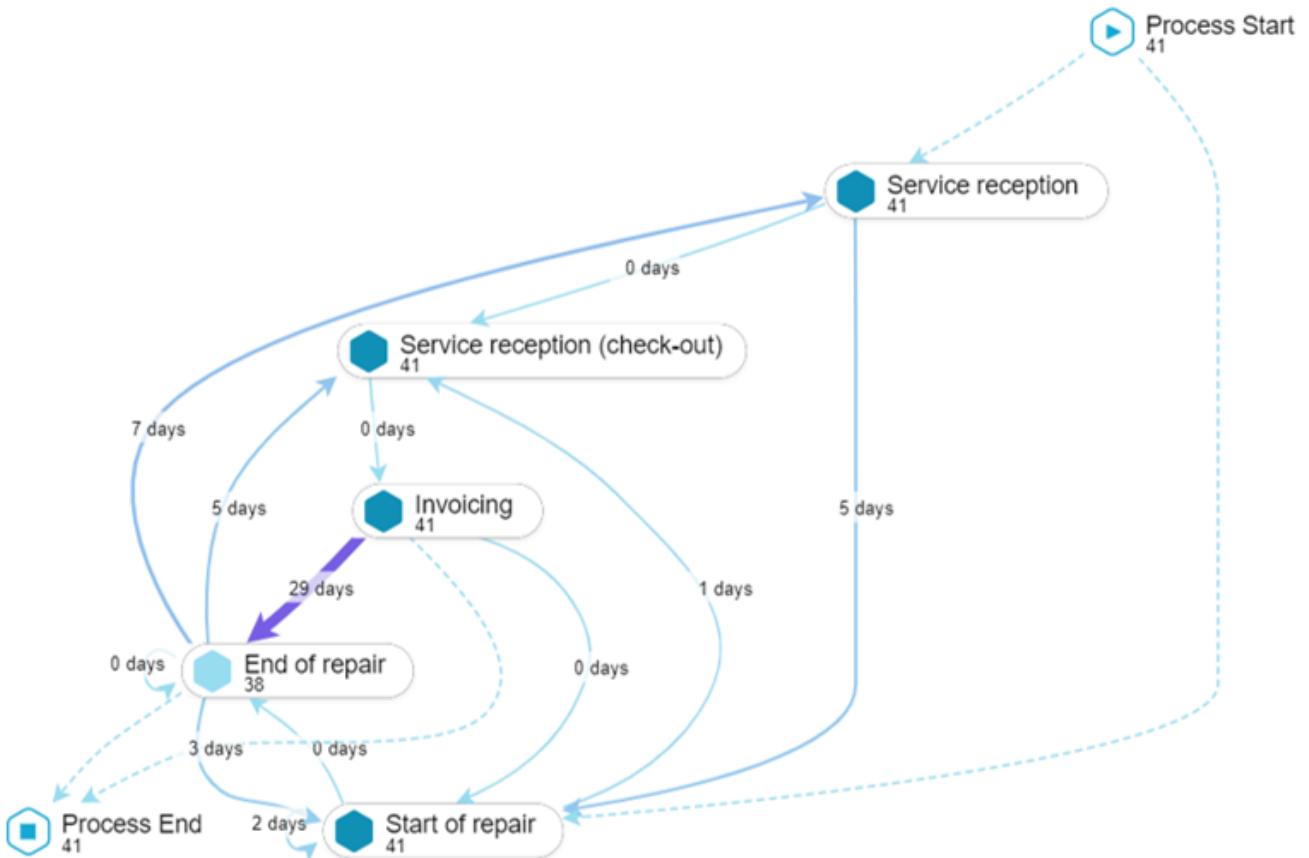 Process Start
41
Service reception
41
0 days
Service reception (check-out)
41
7 days
0 days
5 days
Invoicing
41
5 days
29 days
1 days
0 days
End of repair
38
0 days
3 days
0 days
Process End
41
2 days
Start of repair
41